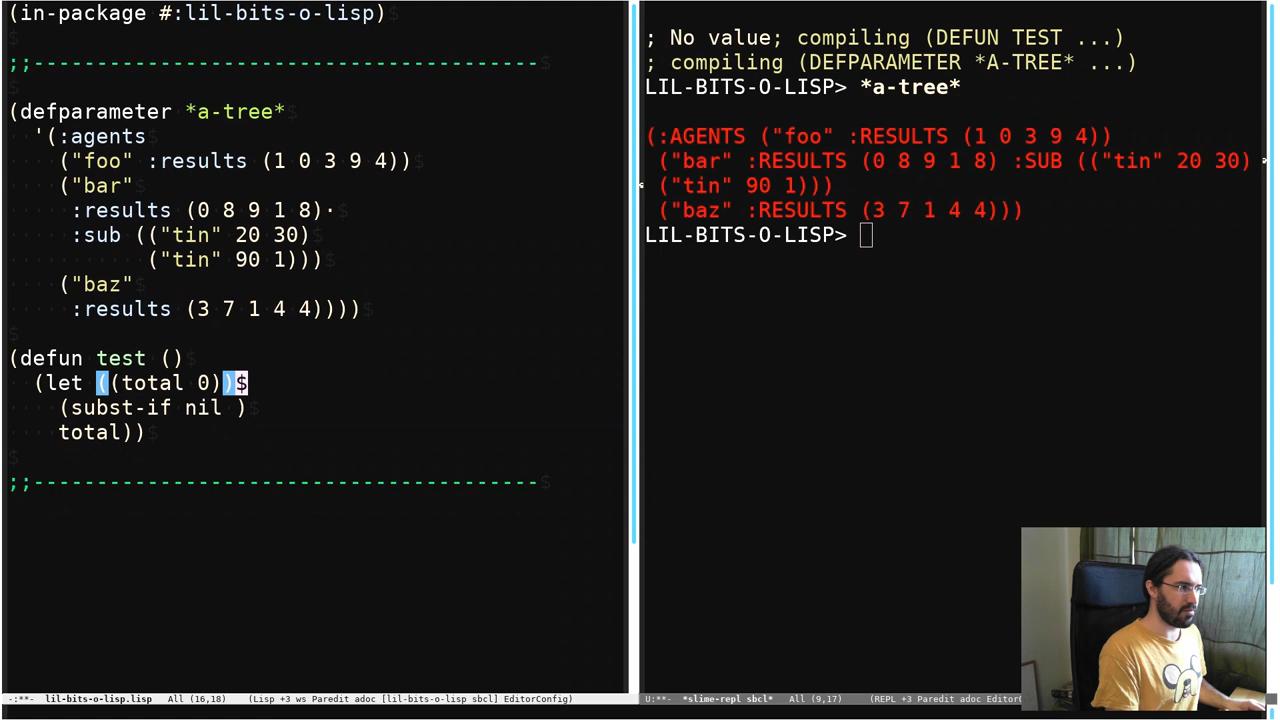 (in-package #:lil-bits-o-lisp)$
$
;;----------------------------------------$
$
(defparameter *a-tree*$
'(:agents$
("foo" :results (1 0 3 9 4))$
("bar"$
:results (0 8 9 1 8)·$
:sub (("tin" 20 30)$
("tin" 90 1)))$
("baz"$
:results (3 7 1 4 4))))$
$
(defun test ()$
(let ((total 0))$
(subst-if nil )$
total))$
$
;;----------------------------------------$
-:**- lil-bits-o-lisp.lisp All (16,18) (Lisp +3 ws Paredit adoc [lil-bits-o-lisp sbcl] EditorConfig)
; No value; compiling (DEFUN TEST ...)
; compiling (DEFPARAMETER *A-TREE* ...)
LIL-BITS-O-LISP> *a-tree*
(:AGENTS ("foo" :RESULTS (1 0 3 9 4))
("bar" :RESULTS (0 8 9 1 8) :SUB (("tin" 20 30)
("tin" 90 1)))
("baz" :RESULTS (3 7 1 4 4)))
LIL-BITS-O-LISP>
U:**- *slime-repl sbcl* All (9,17) (REPL +3 Paredit adoc EditorC